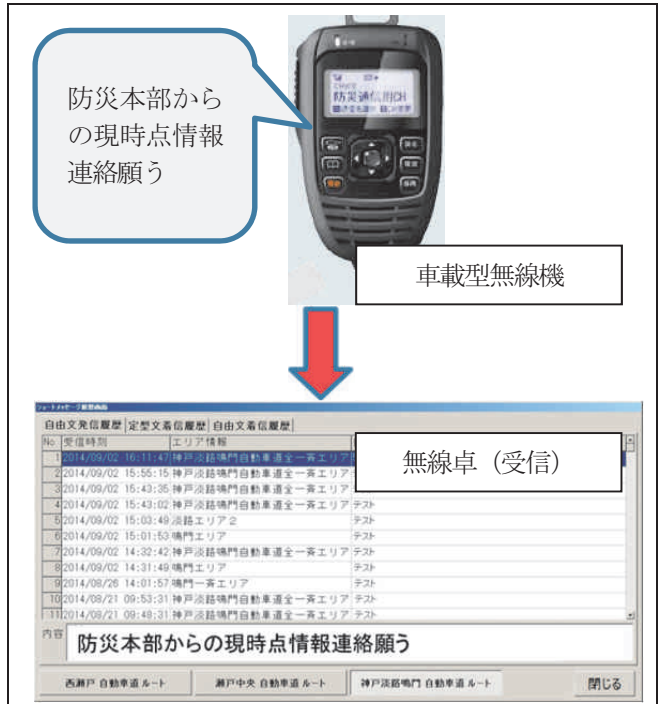 防災本部から
の現時点情報
連絡願う
防災通信用CH
車載型無線機
自由文発信履歴 定型文着信履歴 自由文着信履歴
No 受信時刻 エリア情報
無線卓（受信）
1 2014/09/02 16:11:47 神戸淡路鳴門自動車道全一斉エリア
2 2014/09/02 15:55:15 神戸淡路鳴門自動車道全一斉エリア
3 2014/09/02 15:43:35 神戸淡路鳴門自動車道全一斉エリア
4 2014/09/02 15:43:02 神戸淡路鳴門自動車道全一斉エリア テスト
5 2014/09/02 15:03:49 淡路エリア2 テスト
6 2014/09/02 15:01:53 鳴門エリア テスト
7 2014/09/02 14:32:42 神戸淡路鳴門自動車道全一斉エリア テスト
8 2014/09/02 14:31:49 鳴門エリア テスト
9 2014/08/26 14:01:57 鳴門一斉エリア テスト
10 2014/08/21 09:53:31 神戸淡路鳴門自動車道全一斉エリア テスト
11 2014/08/21 09:48:31 神戸淡路鳴門自動車道全一斉エリア テスト
内容 防災本部からの現時点情報連絡願う
西瀬戸 自動車道 ルート 瀬戸中央 自動車道 ルート 神戸淡路鳴門 自動車道 ルート 閉じる